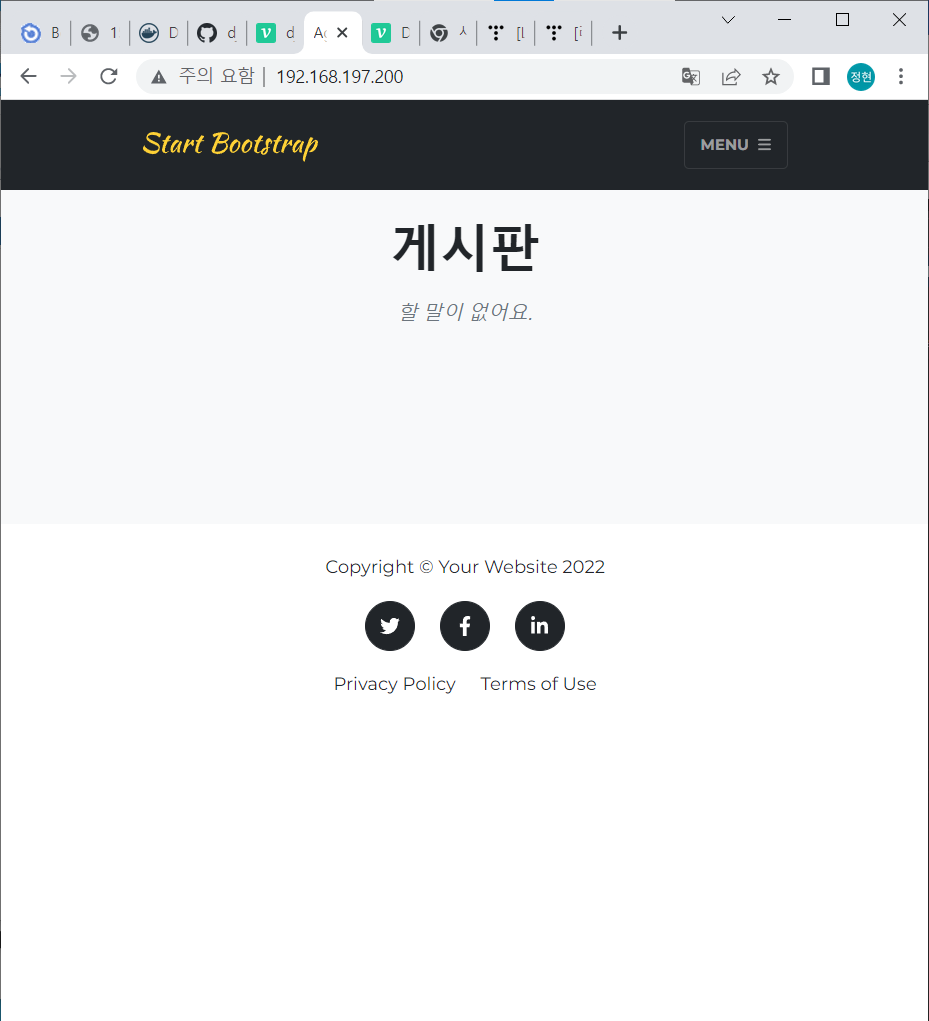 B 1 D d d Ag D ㅅ [l [i
주의 요함 | 192.168.197.200 정현
Start Bootstrap MENU
게시판
할 말이 없어요.
Copyright © Your Website 2022
Privacy Policy Terms of Use